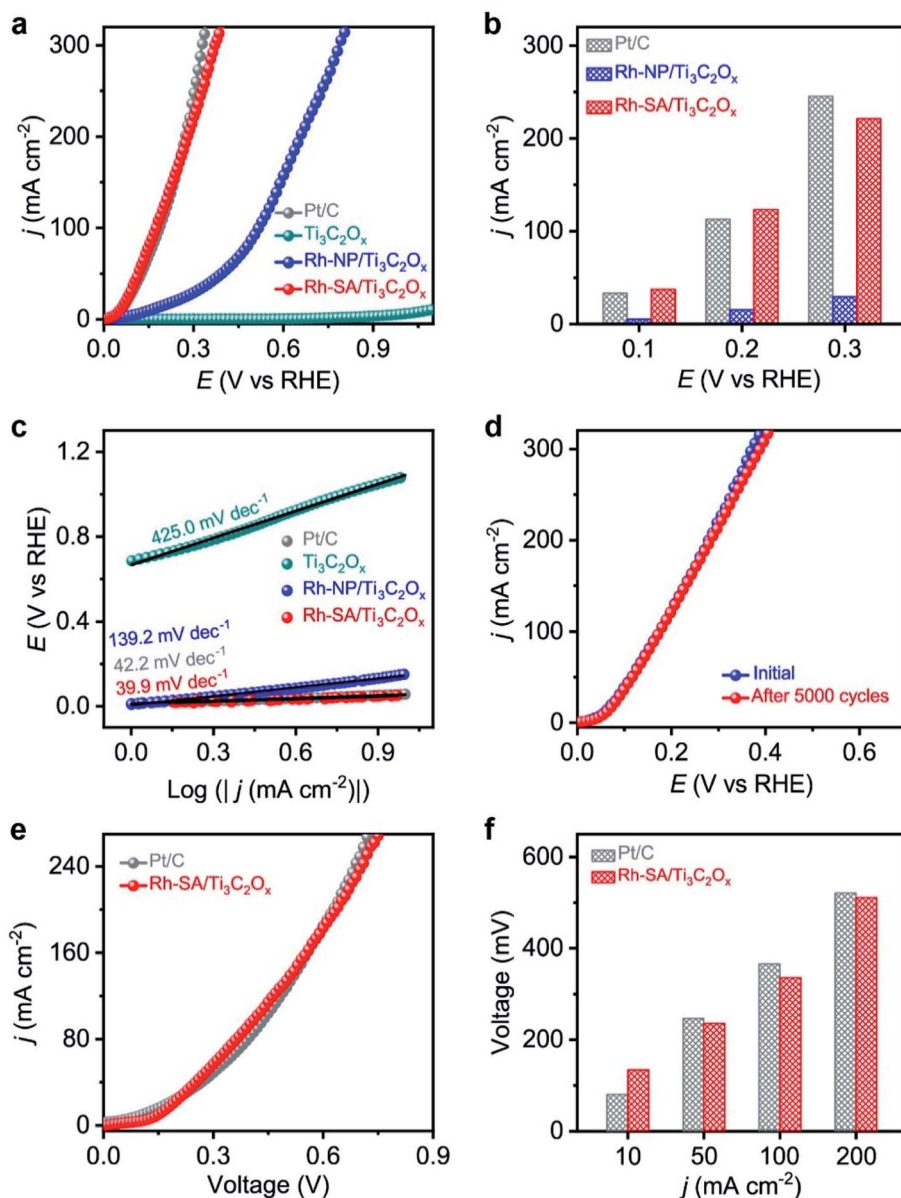 a
300
200
100
0
j (mA cm⁻²)
Pt/C
Ti₃C₂Oₓ
Rh-NP/Ti₃C₂Oₓ
Rh-SA/Ti₃C₂Oₓ
0.0 0.3 0.6 0.9
E (V vs RHE)
b
300
200
100
0
j (mA cm⁻²)
Pt/C
Rh-NP/Ti₃C₂Oₓ
Rh-SA/Ti₃C₂Oₓ
0.1 0.2 0.3
E (V vs RHE)
c
1.2
0.8
0.4
0.0
E (V vs RHE)
425.0 mV dec⁻¹
Pt/C
Ti₃C₂Oₓ
Rh-NP/Ti₃C₂Oₓ
Rh-SA/Ti₃C₂Oₓ
139.2 mV dec⁻¹
42.2 mV dec⁻¹
39.9 mV dec⁻¹
0.0 0.3 0.6 0.9
Log (| j (mA cm⁻²)|)
d
300
200
100
0
j (mA cm⁻²)
Initial
After 5000 cycles
0.0 0.2 0.4 0.6
E (V vs RHE)
e
240
160
80
0
j (mA cm⁻²)
Pt/C
Rh-SA/Ti₃C₂Oₓ
0.0 0.3 0.6 0.9
Voltage (V)
f
600
400
200
0
Voltage (mV)
Pt/C
Rh-SA/Ti₃C₂Oₓ
10 50 100 200
j (mA cm⁻²)